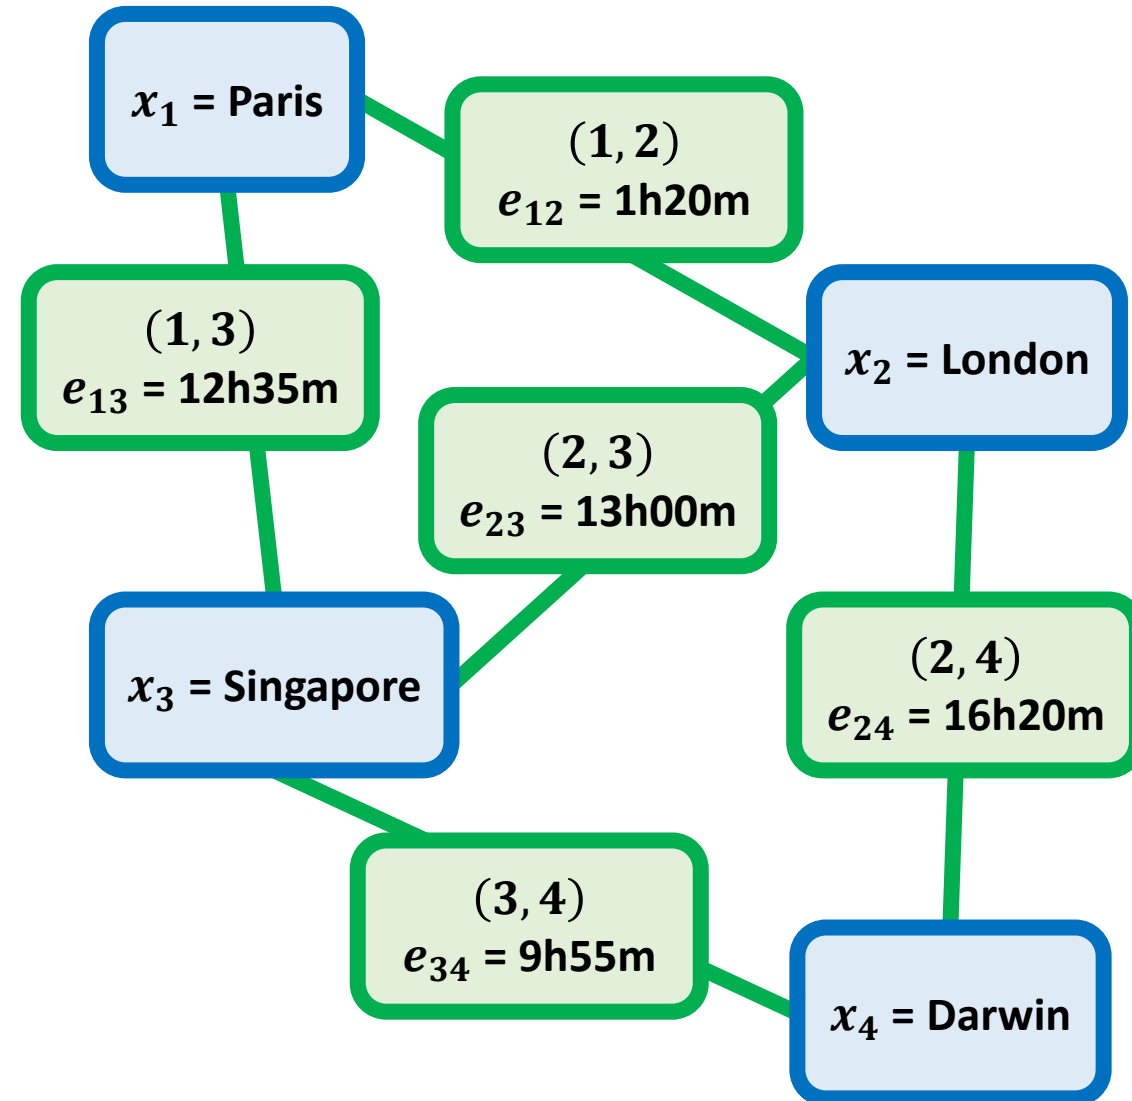 x₁ = Paris
(1, 2)
e₁₂ = 1h20m
(1, 3)
e₁₃ = 12h35m
x₂ = London
(2, 3)
e₂₃ = 13h00m
x₃ = Singapore
(2, 4)
e₂₄ = 16h20m
(3, 4)
e₃₄ = 9h55m
x₄ = Darwin